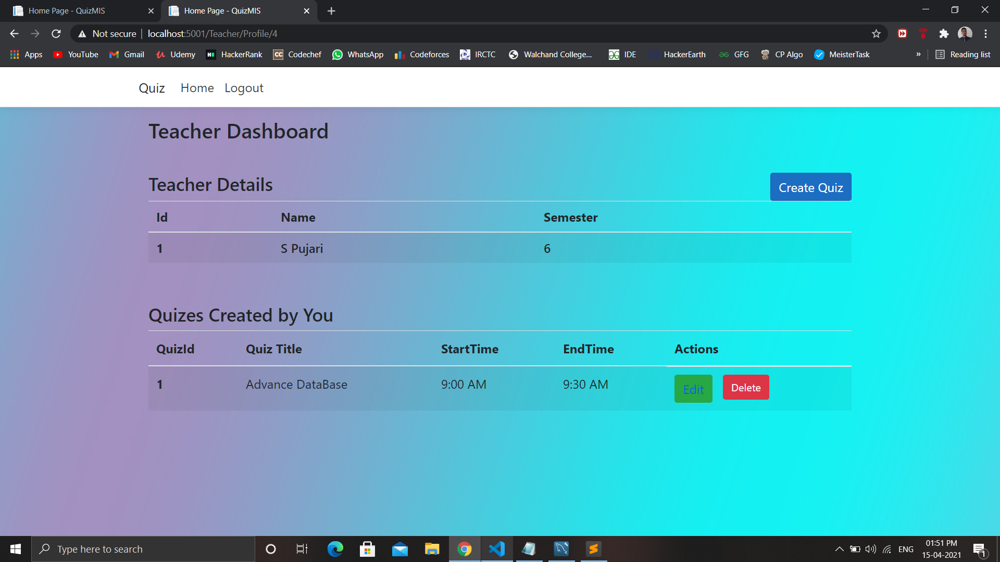 Home Page - QuizMIS
Home Page - QuizMIS
Not secure | localhost:5001/Teacher/Profile/4
Apps YouTube Gmail Udemy HackerRank Codechef WhatsApp Codeforces IRCTC Walchand College... IDE HackerEarth GFG CP Algo MeisterTask » Reading list
Quiz Home Logout
Teacher Dashboard
Teacher Details
Create Quiz
Id Name Semester
1 S Pujari 6
Quizes Created by You
QuizId Quiz Title StartTime EndTime Actions
1 Advance DataBase 9:00 AM 9:30 AM Edit Delete
Type here to search
ENG
01:51 PM
15-04-2021
1